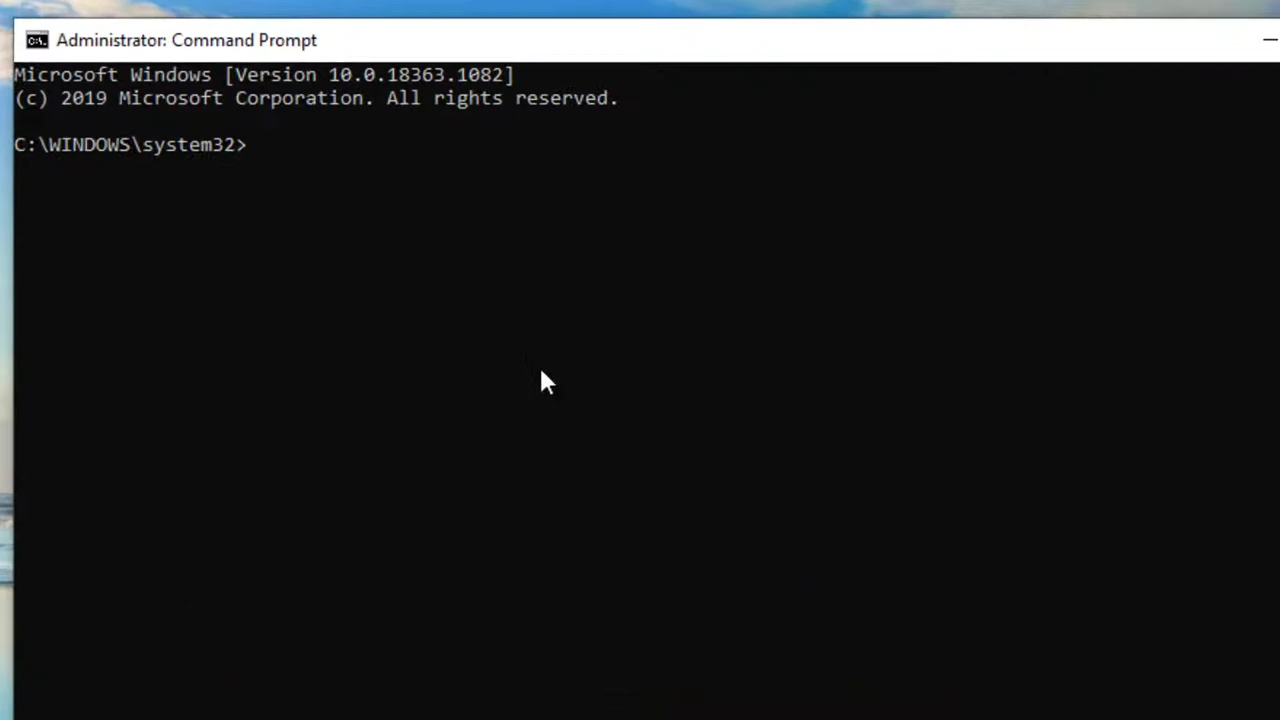 Administrator: Command Prompt
Microsoft Windows [Version 10.0.18363.1082]
(c) 2019 Microsoft Corporation. All rights reserved.
C:\WINDOWS\system32>